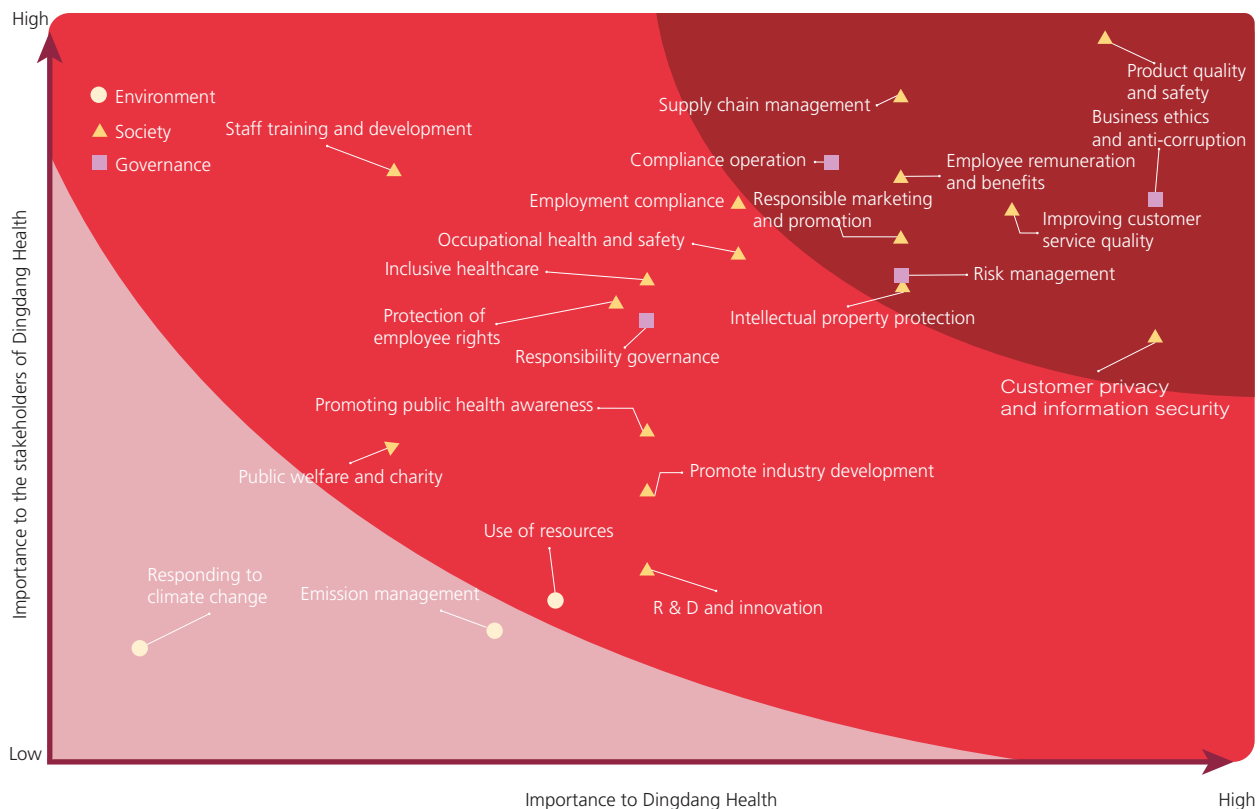 High
Environment
Society
Governance
Staff training and development
Supply chain management
Product quality
and safety
Business ethics
and anti-corruption
Compliance operation
Employee remuneration
and benefits
Employment compliance
Responsible marketing
and promotion
Improving customer
service quality
Occupational health and safety
Inclusive healthcare
Risk management
Protection of
employee rights
Intellectual property protection
Responsibility governance
Customer privacy
and information security
Promoting public health awareness
Public welfare and charity
Promote industry development
Use of resources
Responding to
climate change
Emission management
R & D and innovation
Importance to the stakeholders of Dingdang Health
Low
Importance to Dingdang Health
High